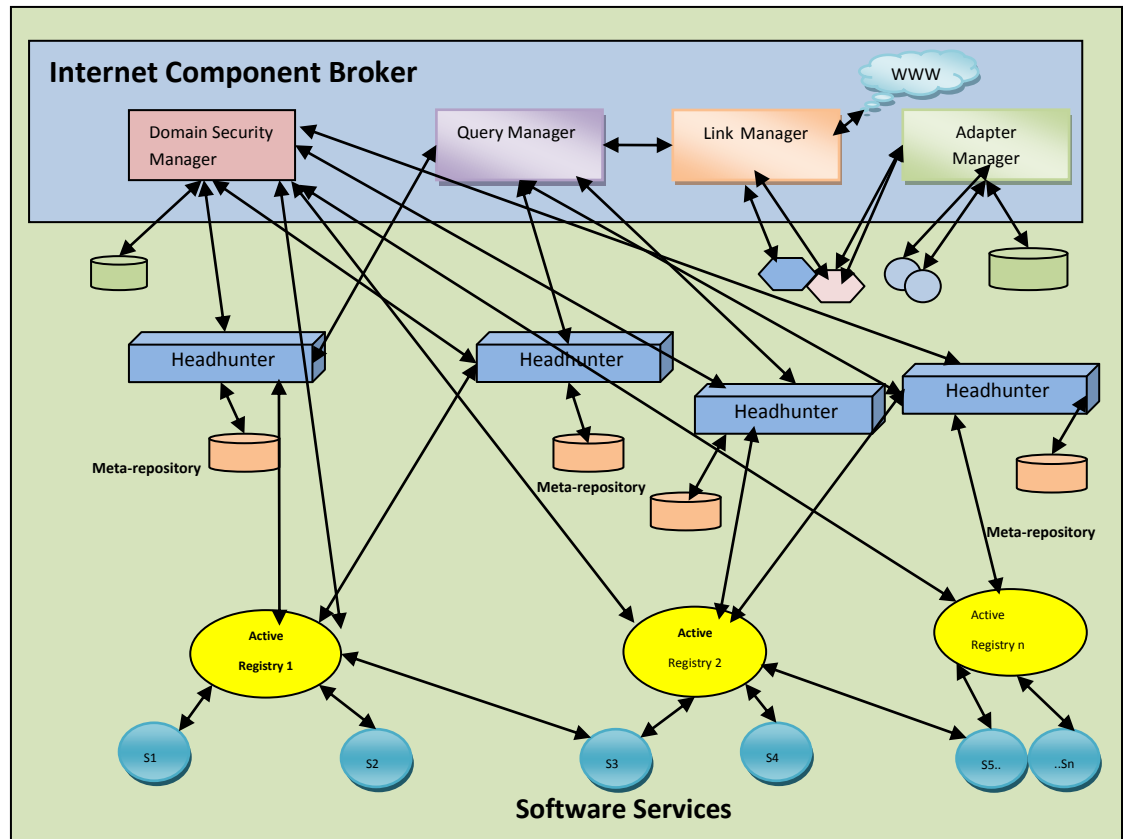 Internet Component Broker
WWW
Domain Security
Manager
Query Manager
Link Manager
Adapter
Manager
Headhunter
Headhunter
Headhunter
Headhunter
Meta-repository
Meta-repository
Meta-repository
Active
Registry 1
Active
Registry 2
Active
Registry n
S1
S2
S3
S4
S5..
..Sn
Software Services